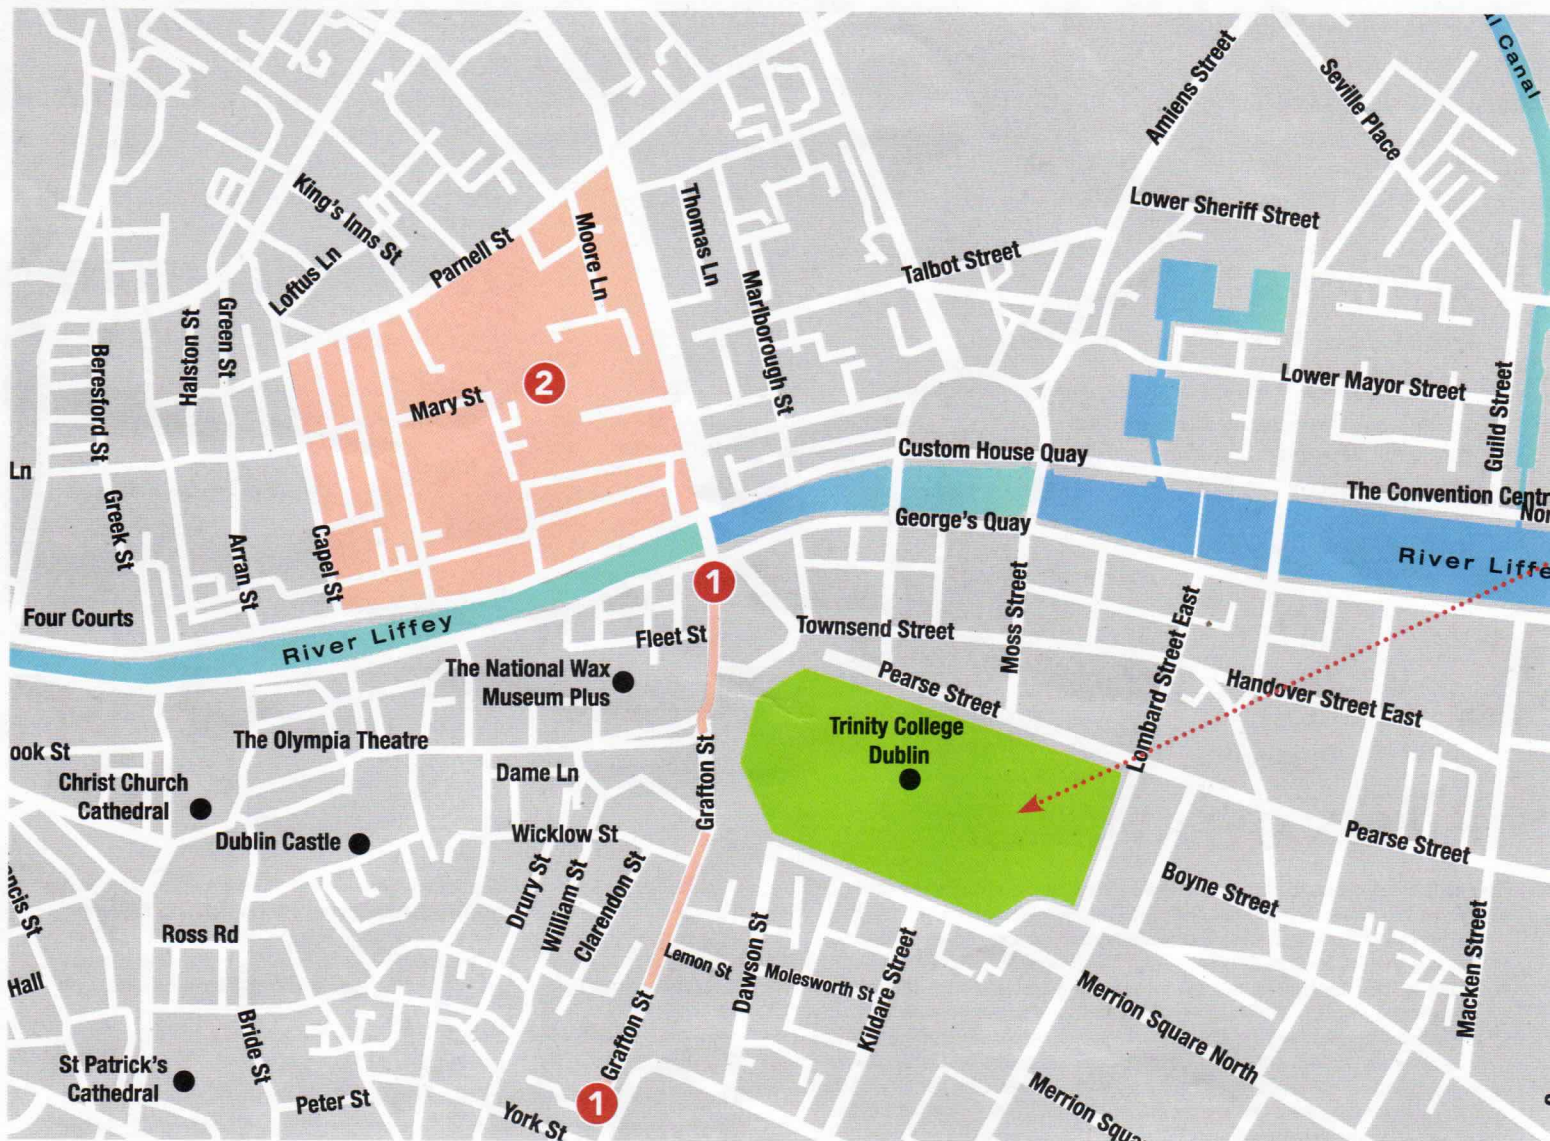 al Canal
Amiens Street
Seville Place
King's Inns St
Lower Sheriff Street
Parnell St
Moore Ln
Thomas Ln
Talbot Street
Loftus Ln
Marlborough St
Halston St
Green St
Beresford St
2
Mary St
Lower Mayor Street
Guild Street
Ln
Custom House Quay
The Convention Centr
Nor
Greek St
Arran St
Capel St
George's Quay
River Liffe
1
Four Courts
River Liffey
Fleet St
Townsend Street
Moss Street
Lombard Street East
The National Wax
Museum Plus
Pearse Street
Handover Street East
ook St
The Olympia Theatre
Grafton St
Trinity College
Dublin
Christ Church
Cathedral
Dame Ln
Dublin Castle
Wicklow St
Pearse Street
Drury St
William St
Clarendon St
Boyne Street
ncis St
Ross Rd
Lemon St
Dawson St
Molesworth St
Kildare Street
Macken Street
Hall
Grafton St
Merrion Square North
Bride St
St Patrick's
Cathedral
Peter St
1
York St
Merrion Squa